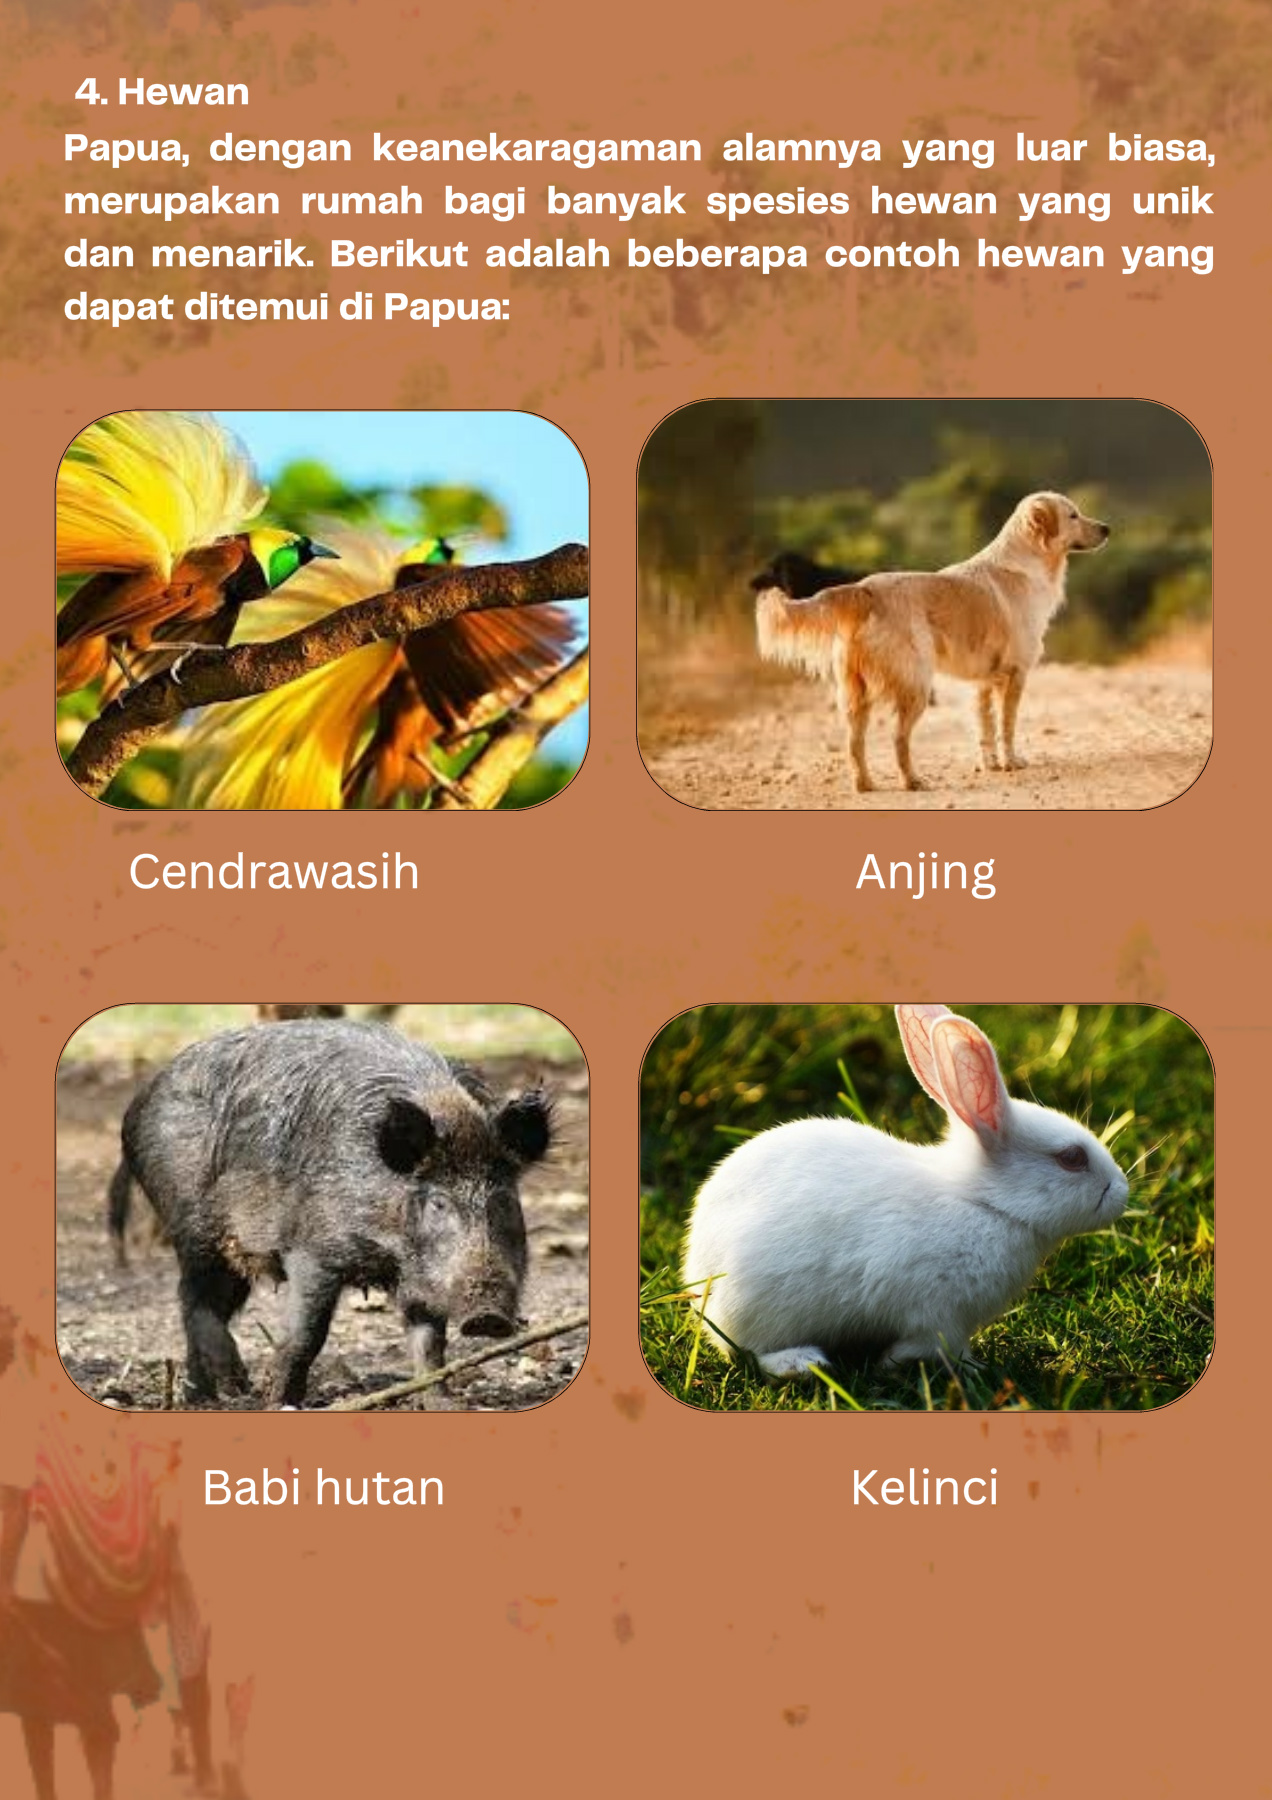 4. Hewan
Papua, dengan keanekaragaman alamnya yang luar biasa,
merupakan rumah bagi banyak spesies hewan yang unik
dan menarik. Berikut adalah beberapa contoh hewan yang
dapat ditemui di Papua:
Cendrawasih
Anjing
Babi hutan
Kelinci